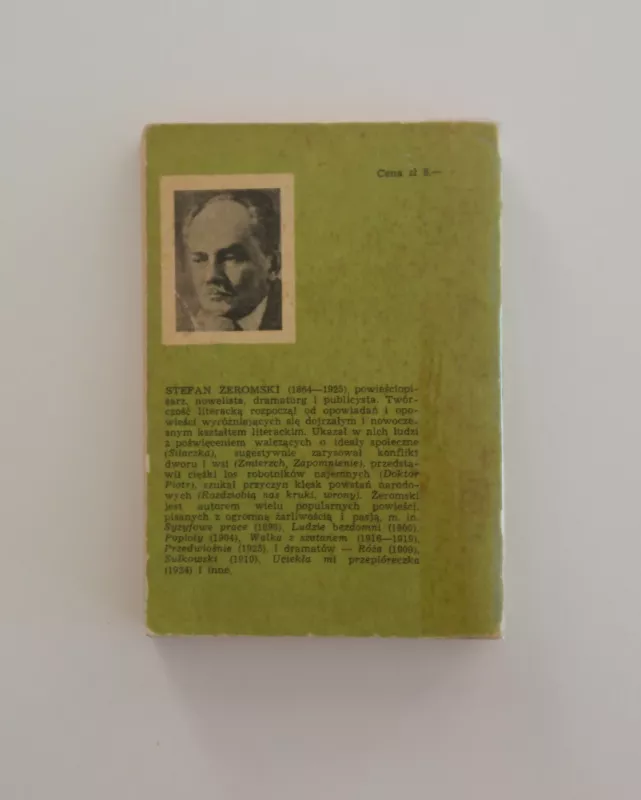 Cena zł 8.—
STEFAN ŻEROMSKI (1864—1925) powieściopi-
sarz, nowelista, dramaturg i publicysta. Twór-
czość literacką rozpoczął od opowiadań i opo-
wieści wyróżniających się dojrzałym i nowocze-
snym kształtem literackim. Ukazał w nich ludzi
z poświęceniem walczących o ideały społeczne
(Siłaczka), sugestywnie zarysował konflikt
dworu i wsi (Zmierzch, Zapomnienie), przedsta-
wił ciężki los robotników najemnych (Doktór
Piotr), szukał przyczyn klęsk powstań narodo-
wych (Rozdziobią nas kruki, wrony). Żeromski
jest autorem wielu popularnych powieści,
pisanych z ogromną żarliwością i pasją, m. in.
Syzyfowe prace (1898), Ludzie bezdomni (1900),
Popioły (1904), Walka z szatanem (1916—1919),
Przedwiośnie (1925), i dramatów — Róża (1909),
Sułkowski (1910), Uciekła mi przepióreczka
(1924) i inne.